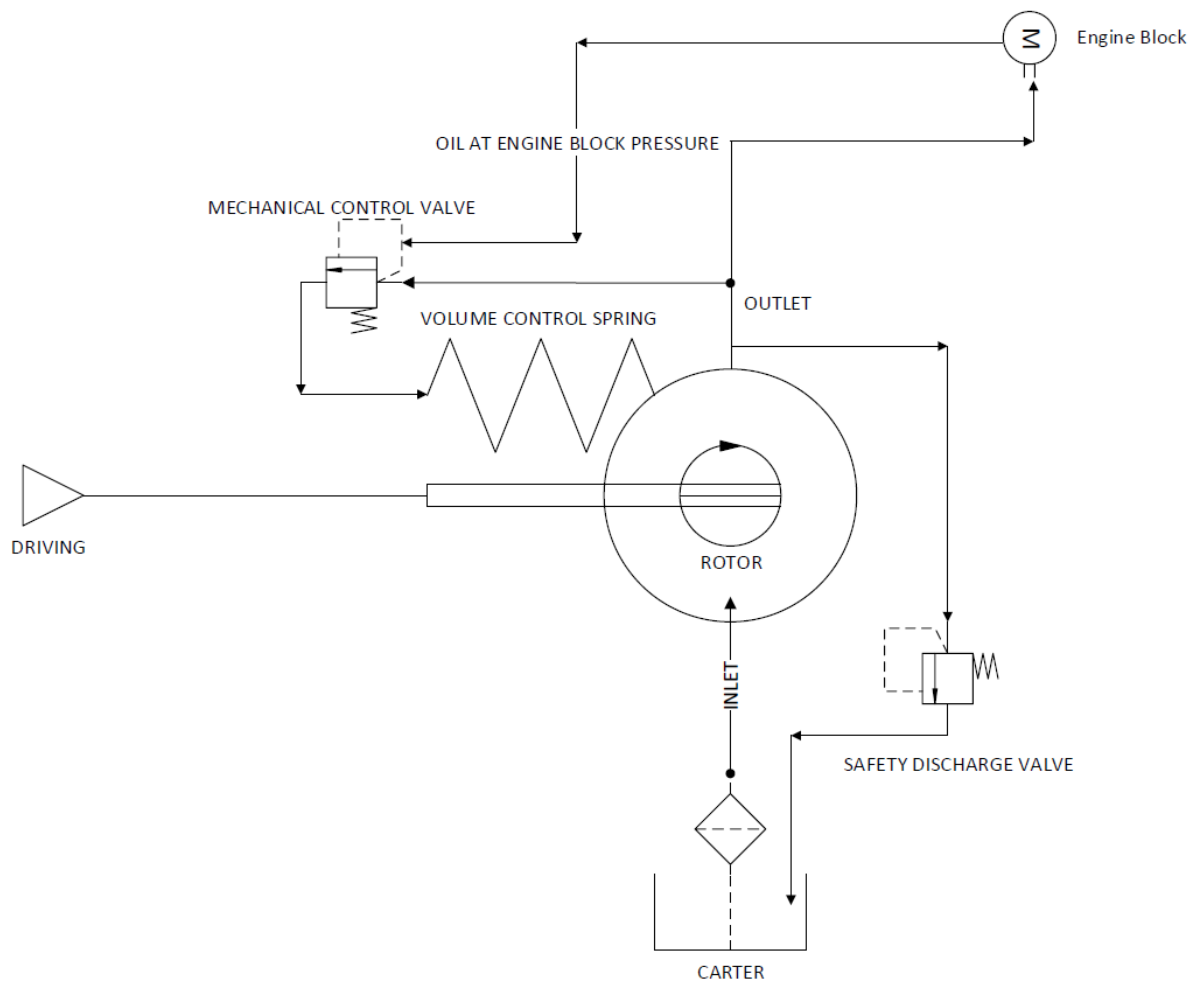 M
Engine Block
OIL AT ENGINE BLOCK PRESSURE
MECHANICAL CONTROL VALVE
OUTLET
VOLUME CONTROL SPRING
DRIVING
ROTOR
INLET
SAFETY DISCHARGE VALVE
CARTER